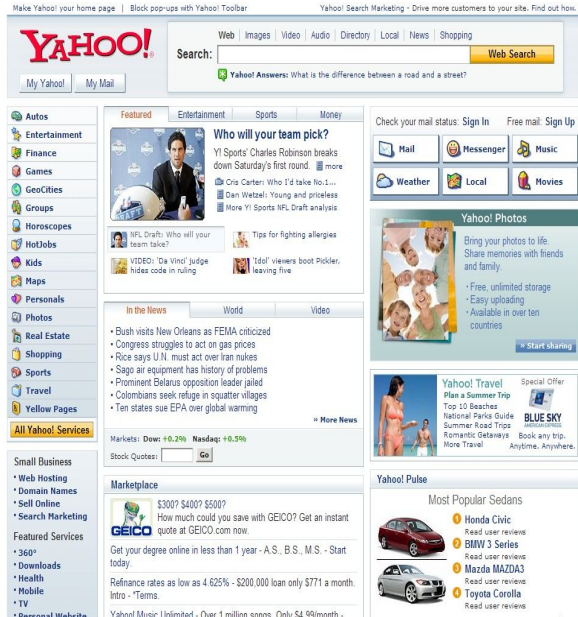 Make Yahoo! your home page | Block pop-ups with Yahoo! Toolbar
Yahoo! Search Marketing - Drive more customers to your site. Find out how.
YAHOO!
My Yahoo! My Mail
Web | Images | Video | Audio | Directory | Local | News | Shopping
Search: Web Search
Yahoo! Answers: What is the difference between a road and a street?
Autos
Entertainment
Finance
Games
GeoCities
Groups
Horoscopes
HotJobs
Kids
Maps
Personals
Photos
Real Estate
Shopping
Sports
Travel
Yellow Pages
All Yahoo! Services
Small Business
• Web Hosting
• Domain Names
• Sell Online
• Search Marketing
Featured Services
• 360°
• Downloads
• Health
• Mobile
• TV
• Personal Website
Featured Entertainment Sports Money
Who will your team pick?
Y! Sports' Charles Robinson breaks
down Saturday's first round. more
Cris Carter: Who I'd take No.1...
Dan Wetzel: Young and priceless
More Y! Sports NFL Draft analysis
NFL Draft: Who will your
team take?
Tips for fighting allergies
VIDEO: 'Da Vinci' judge
hides code in ruling
'Idol' viewers boot Pickler,
leaving five
In the News World Video
• Bush visits New Orleans as FEMA criticized
• Congress struggles to act on gas prices
• Rice says U.N. must act over Iran nukes
• Sago air equipment has history of problems
• Prominent Belarus opposition leader jailed
• Colombians seek refuge in squatter villages
• Ten states sue EPA over global warming
» More News
Markets: Dow: +0.2% Nasdaq: +0.5%
Stock Quotes: Go
Marketplace
GEICO
$300? $400? $500?
How much could you save with GEICO? Get an instant
quote at GEICO.com now.
Get your degree online in less than 1 year - A.S., B.S., M.S. - Start
today.
Refinance rates as low as 4.625% - $200,000 loan only $771 a month.
Intro - *Terms.
Yahoo! Music Unlimited - Over 1 million songs. Only $4.99/month -
Check your mail status: Sign In Free mail: Sign Up
Mail Messenger Music
Weather Local Movies
Yahoo! Photos
Bring your photos to life.
Share memories with friends
and family.
• Free, unlimited storage
• Easy uploading
• Available in over ten
countries
» Start sharing
Yahoo! Travel
Plan a Summer Trip
Top 10 Beaches
National Parks Guide
Summer Road Trips
Romantic Getaways
More Travel
Special Offer
BLUE SKY
AMERICAN EXPRESS
Book any trip.
Anytime. Anywhere.
Yahoo! Pulse
Most Popular Sedans
1 Honda Civic
Read user reviews
2 BMW 3 Series
Read user reviews
3 Mazda MAZDA3
Read user reviews
4 Toyota Corolla
Read user reviews